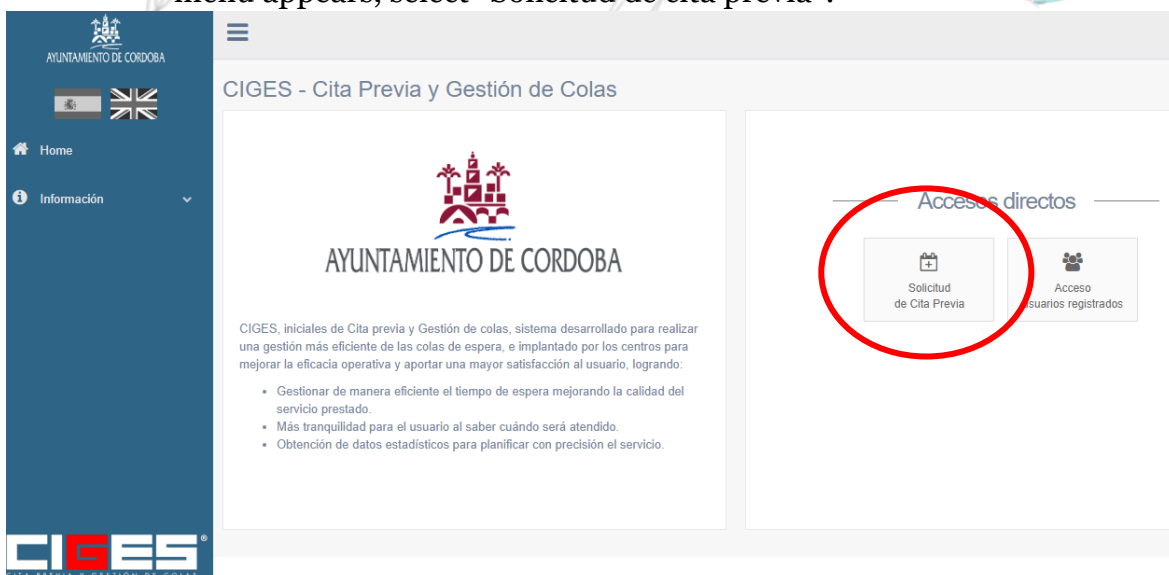 menu appears, select "Solicitud de cita previa".
AYUNTAMIENTO DE CORDOBA
Home
Información
CIGES
CITA PREVIA Y GESTIÓN DE COLAS
CIGES - Cita Previa y Gestión de Colas
AYUNTAMIENTO DE CORDOBA
CIGES, iniciales de Cita previa y Gestión de colas, sistema desarrollado para realizar
una gestión más eficiente de las colas de espera, e implantado por los centros para
mejorar la eficacia operativa y aportar una mayor satisfacción al usuario, logrando:
• Gestionar de manera eficiente el tiempo de espera mejorando la calidad del
servicio prestado.
• Más tranquilidad para el usuario al saber cuándo será atendido.
• Obtención de datos estadísticos para planificar con precisión el servicio.
Accesos directos
Solicitud
de Cita Previa
Acceso
usuarios registrados